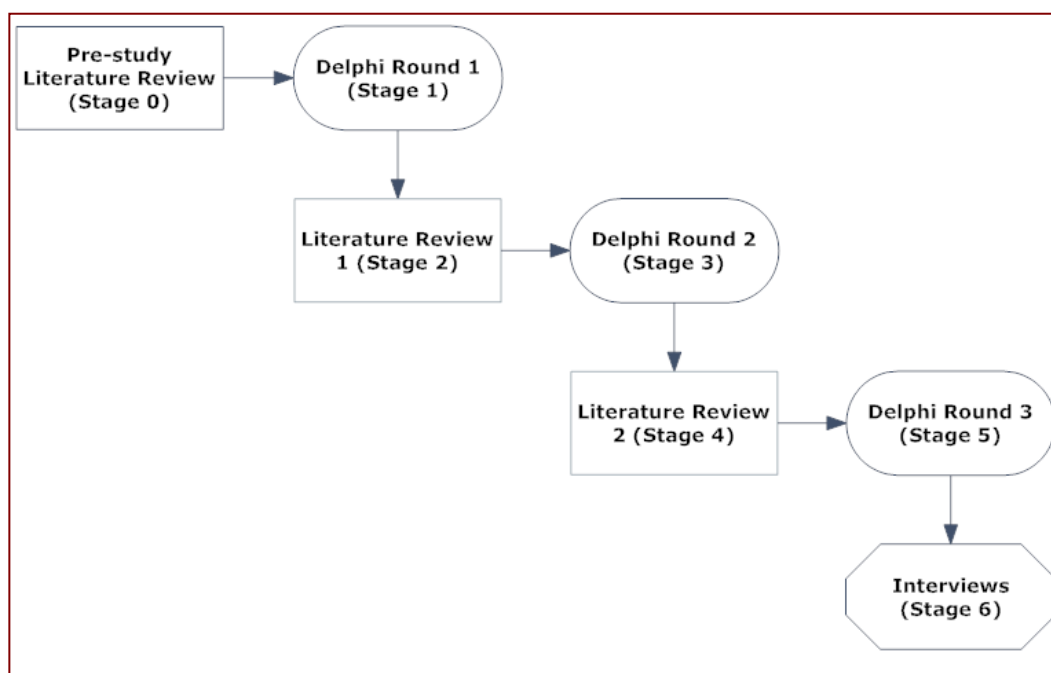 Pre-study
Literature Review
(Stage 0)
Delphi Round 1
(Stage 1)
Literature Review
1 (Stage 2)
Delphi Round 2
(Stage 3)
Literature Review
2 (Stage 4)
Delphi Round 3
(Stage 5)
Interviews
(Stage 6)